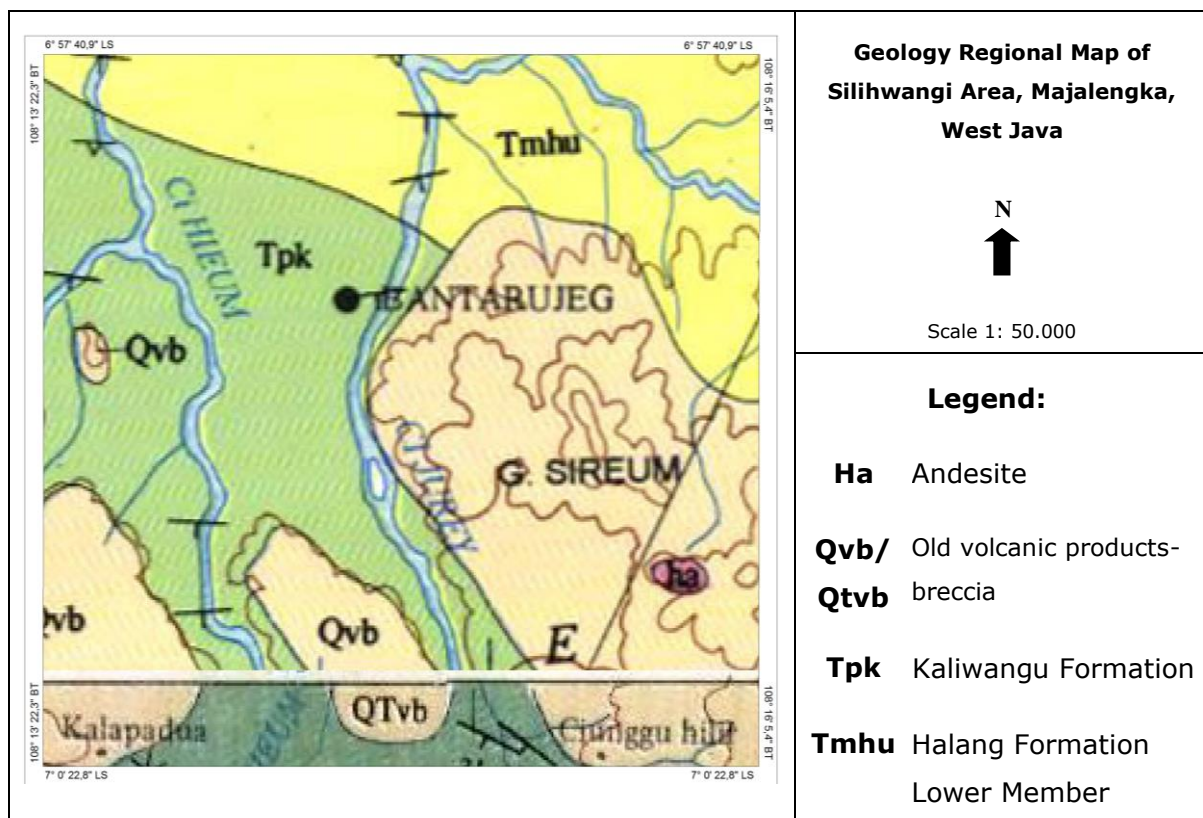 6° 57' 40,9" LS
6° 57' 40,9" LS
108° 13' 22,3" BT
108° 16' 5,4" BT
Tmhu
Ci HIEUM
Tpk
BANTARUJEG
Qvb
CI JUREY
G. SIREUM
ha
Qvb
E
QTvb
Kalapadua
Ciunggu hilir
108° 13' 22,3" BT
108° 16' 5,4" BT
7° 0' 22,8" LS
7° 0' 22,8" LS
Geology Regional Map of
Silihwangi Area, Majalengka,
West Java
N
Scale 1: 50.000
Legend:
Ha Andesite
Qvb/ Old volcanic products-
Qtvb breccia
Tpk Kaliwangu Formation
Tmhu Halang Formation
Lower Member